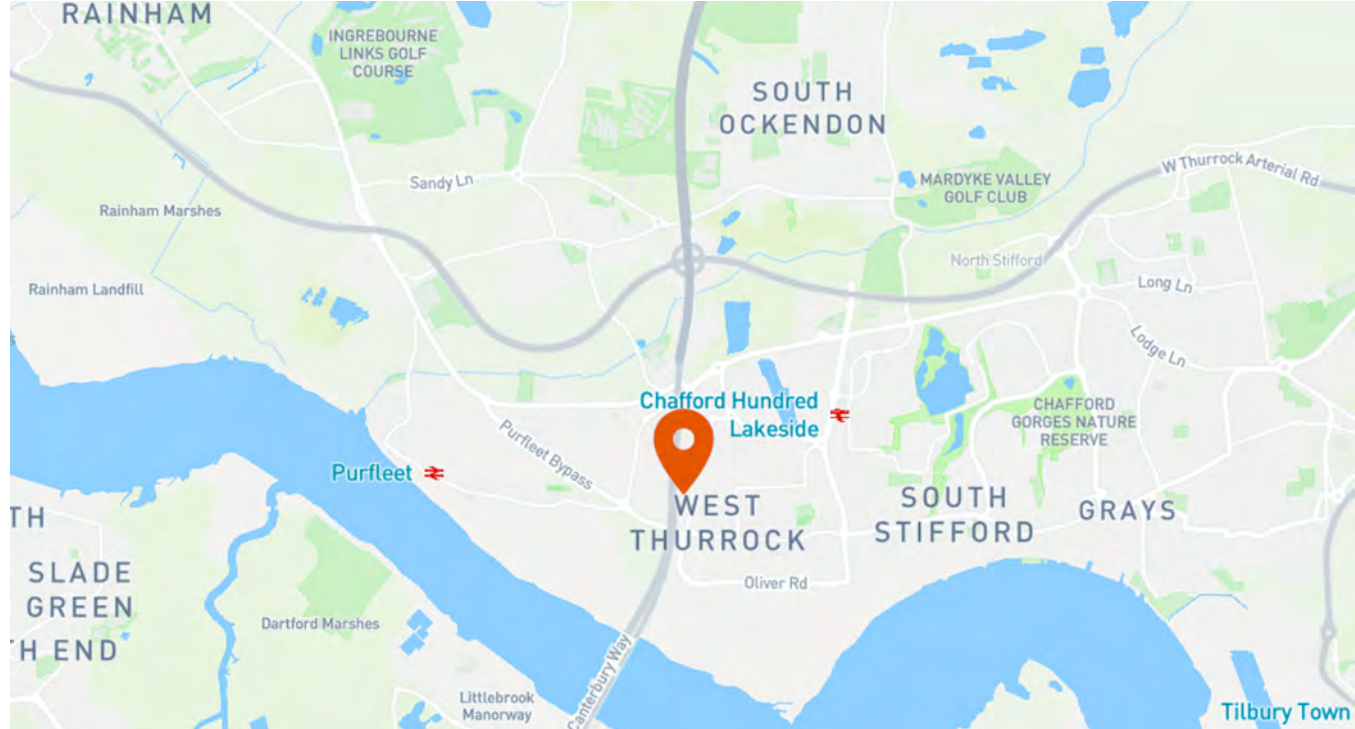 RAINHAM
INGREBOURNE
LINKS GOLF
COURSE
SOUTH
OCKENDON
W Thurrock Arterial Rd
Sandy Ln
MARDYKE VALLEY
GOLF CLUB
Rainham Marshes
North Stifford
Rainham Landfill
Long Ln
Lodge Ln
Chafford Hundred
Lakeside
CHAFFORD
GORGES NATURE
RESERVE
Purfleet Bypass
Purfleet
WEST
THURROCK
SOUTH
STIFFORD
GRAYS
TH
SLADE
GREEN
TH END
Oliver Rd
Dartford Marshes
Canterbury Way
Littlebrook
Manorway
Tilbury Town